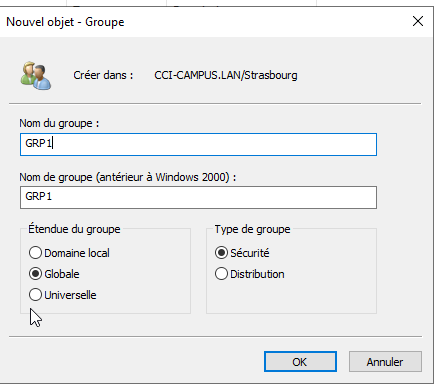 Nouvel objet - Groupe
Créer dans : CCI-CAMPUS.LAN/Strasbourg
Nom du groupe :
GRP1
Nom de groupe (antérieur à Windows 2000) :
GRP1
Étendue du groupe
Domaine local
Globale
Universelle
Type de groupe
Sécurité
Distribution
OK
Annuler